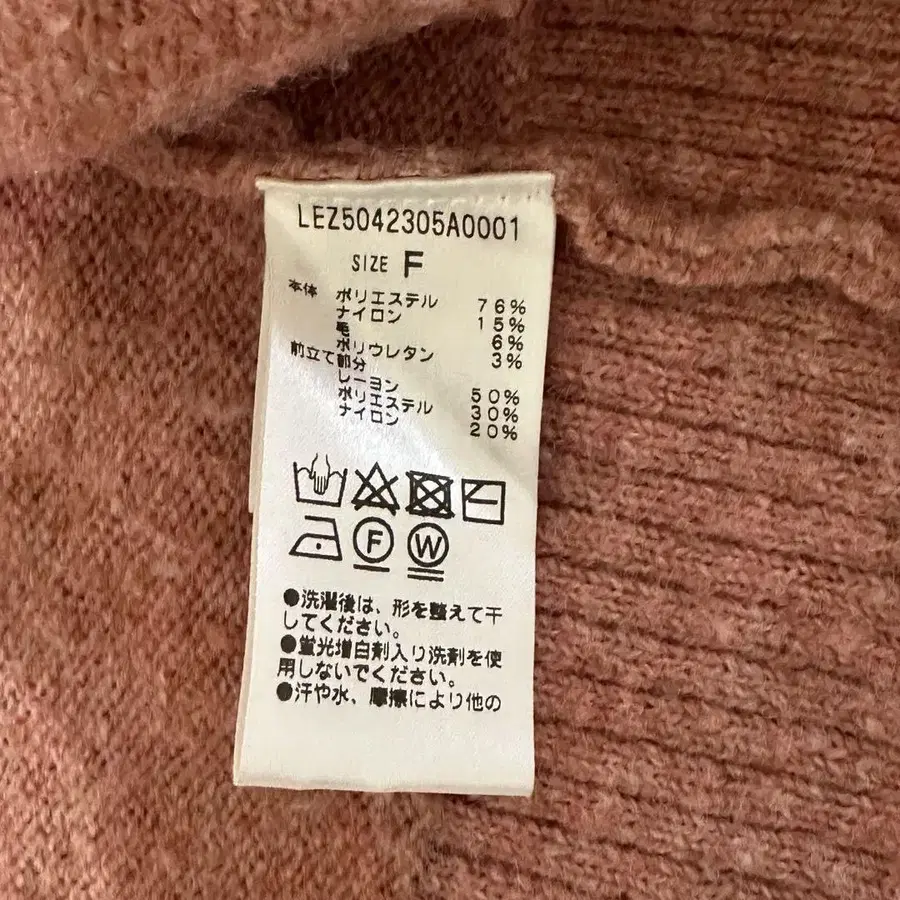 LEZ5042305A0001
SIZE F
本体 ポリエステル 76%
ナイロン 15%
毛 6%
ポリウレタン 3%
前立て部分
レーヨン 50%
ポリエステル 30%
ナイロン 20%
F W
●洗濯後は、形を整えて干
してください。
●蛍光増白剤入り洗剤を使
用しないでください。
●汗や水、摩擦により他の